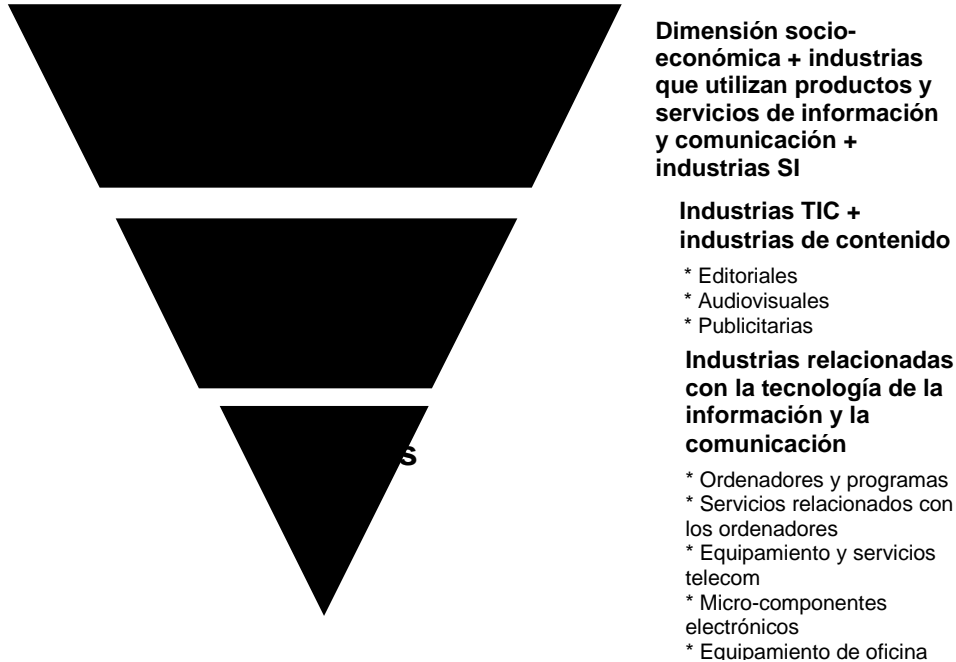 Dimensión socio-
económica + industrias
que utilizan productos y
servicios de información
y comunicación +
industrias SI
Industrias TIC +
industrias de contenido
* Editoriales
* Audiovisuales
* Publicitarias
Industrias relacionadas
con la tecnología de la
información y la
comunicación
* Ordenadores y programas
* Servicios relacionados con
los ordenadores
* Equipamiento y servicios
telecom
* Micro-componentes
electrónicos
* Equipamiento de oficina